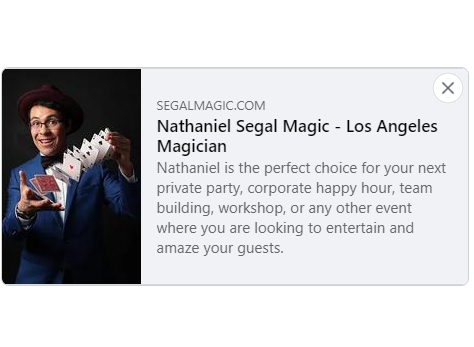 SEGALMAGIC.COM
Nathaniel Segal Magic - Los Angeles
Magician
Nathaniel is the perfect choice for your next
private party, corporate happy hour, team
building, workshop, or any other event
where you are looking to entertain and
amaze your guests.